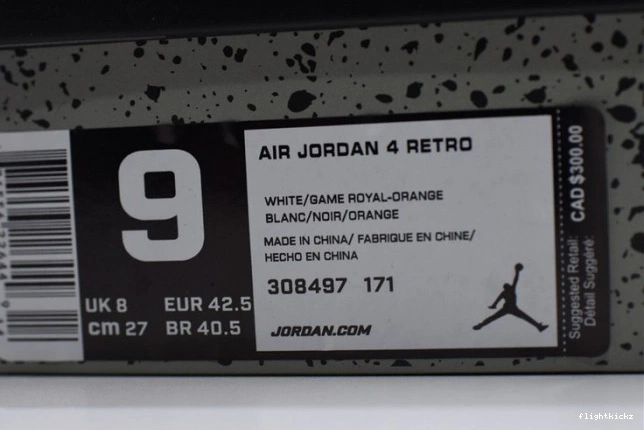 9
UK 8 EUR 42.5
cm 27 BR 40.5
AIR JORDAN 4 RETRO
WHITE/GAME ROYAL-ORANGE
BLANC/NOIR/ORANGE
MADE IN CHINA/ FABRIQUE EN CHINE/
HECHO EN CHINA
308497 171
JORDAN.COM
Suggested Retail: CAD $300.00
Détail Suggéré:
flightkickz